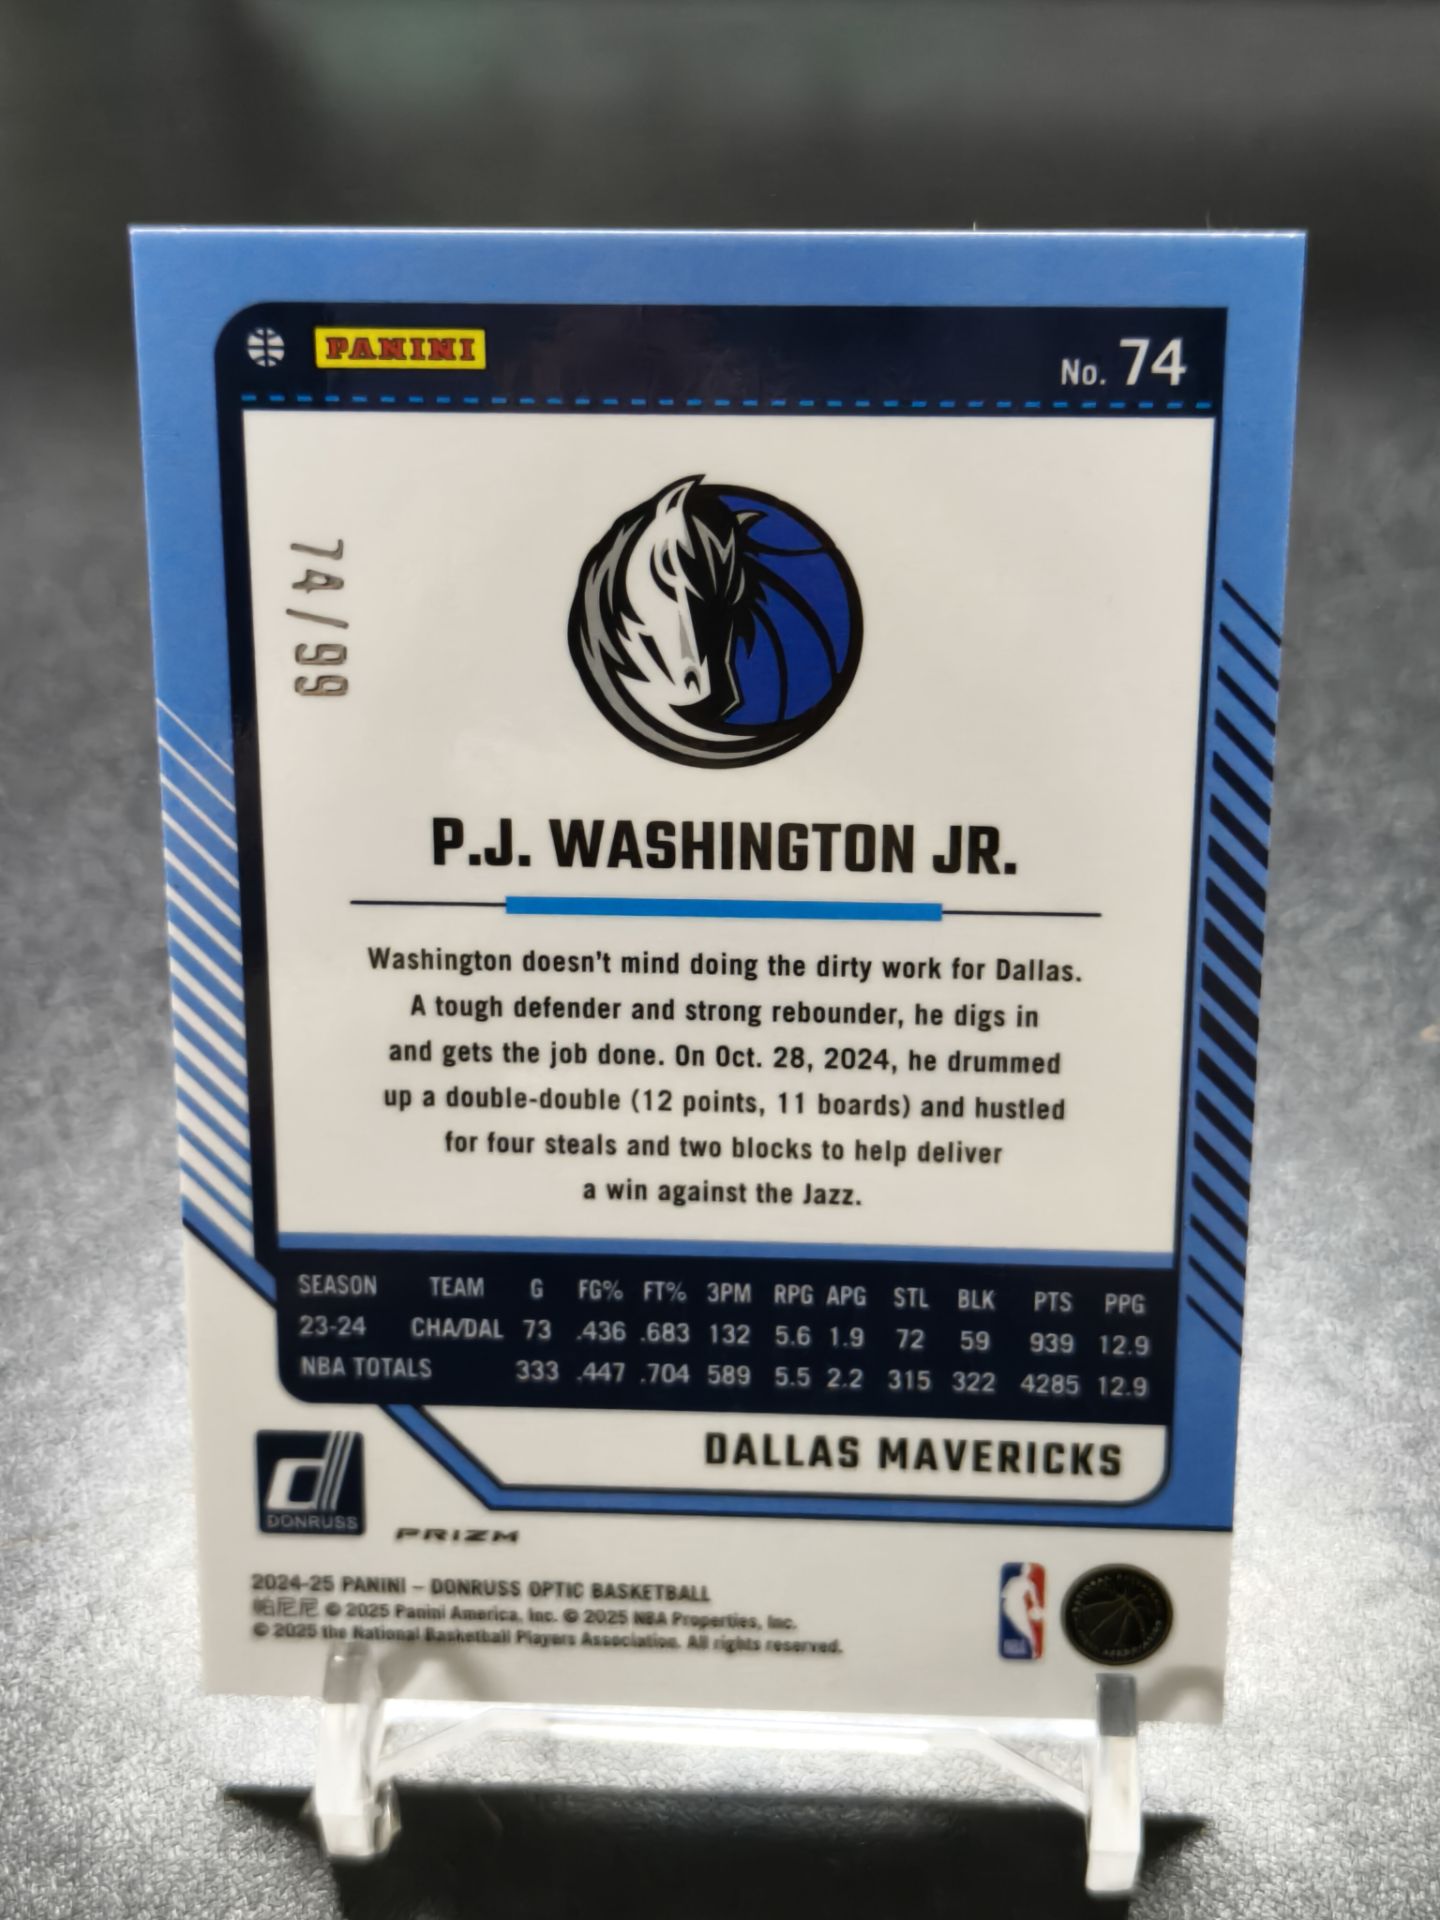 PANINI
No. 74
74/99
P.J. WASHINGTON JR.
Washington doesn't mind doing the dirty work for Dallas.
A tough defender and strong rebounder, he digs in
and gets the job done. On Oct. 28, 2024, he drummed
up a double-double (12 points, 11 boards) and hustled
for four steals and two blocks to help deliver
a win against the Jazz.
SEASON TEAM G FG% FT% 3PM RPG APG STL BLK PTS PPG
23-24 CHA/DAL 73 .436 .683 132 5.6 1.9 72 59 939 12.9
NBA TOTALS 333 .447 .704 589 5.5 2.2 315 322 4285 12.9
DALLAS MAVERICKS
d
DONRUSS
PRIZM
2024-25 PANINI – DONRUSS OPTIC BASKETBALL
帕尼尼 © 2025 Panini America, Inc. © 2025 NBA Properties, Inc.
© 2025 the National Basketball Players Association. All rights reserved.
NBA